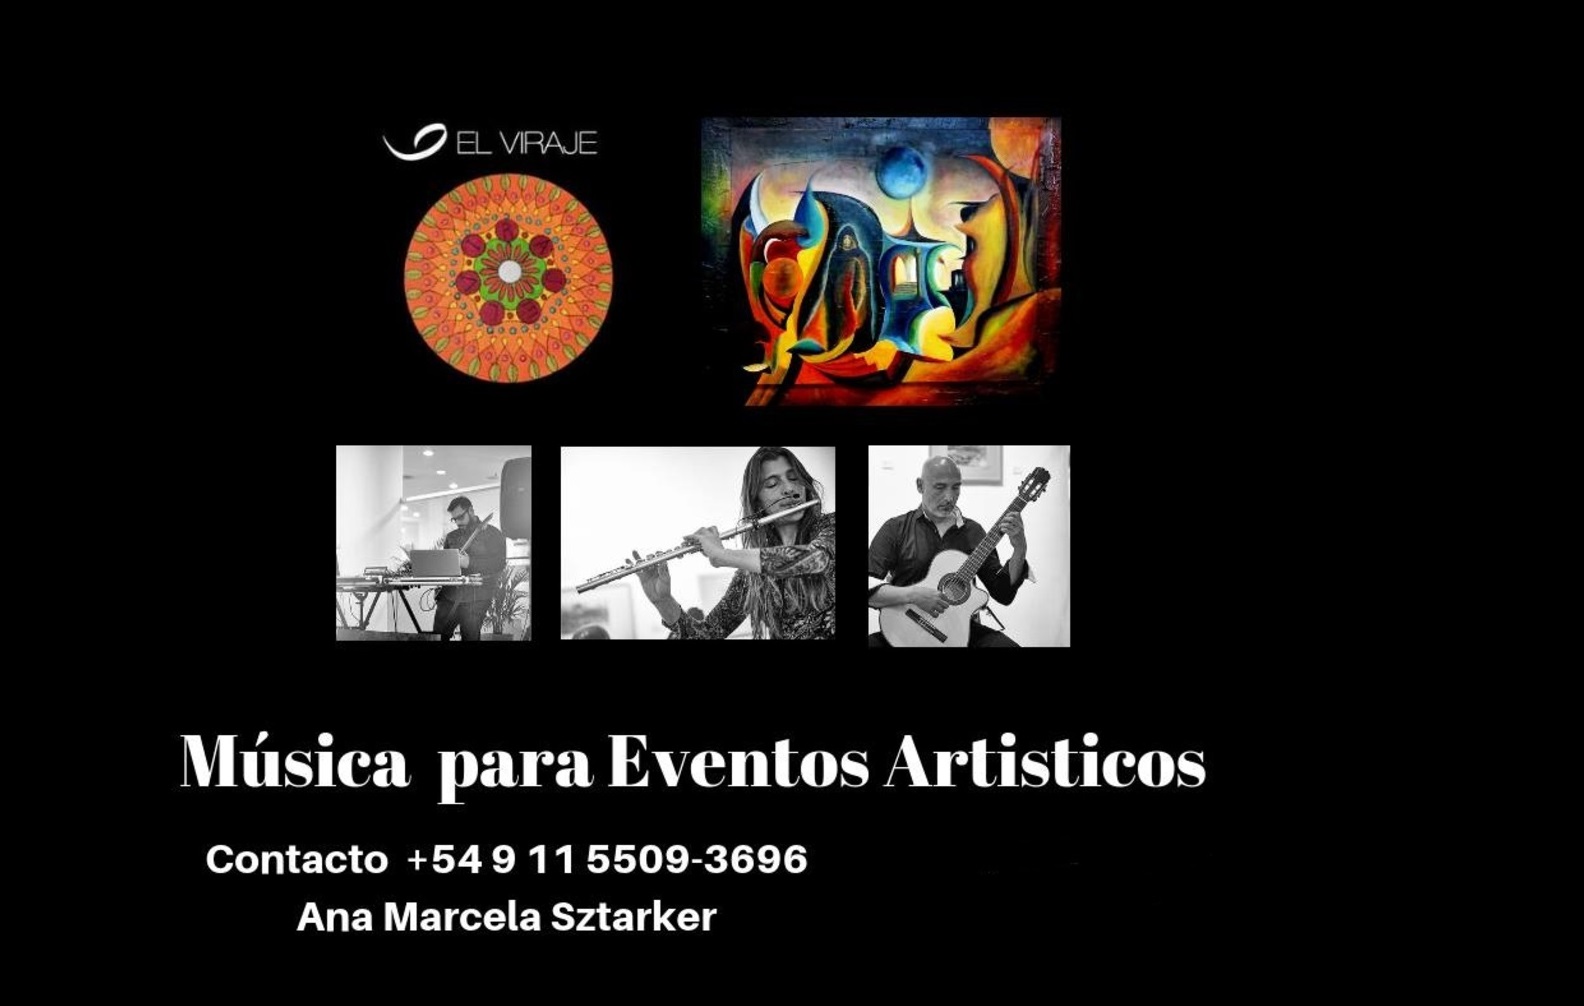 EL VIRAJE
Música para Eventos Artisticos
Contacto +54 9 11 5509-3696
Ana Marcela Sztarker